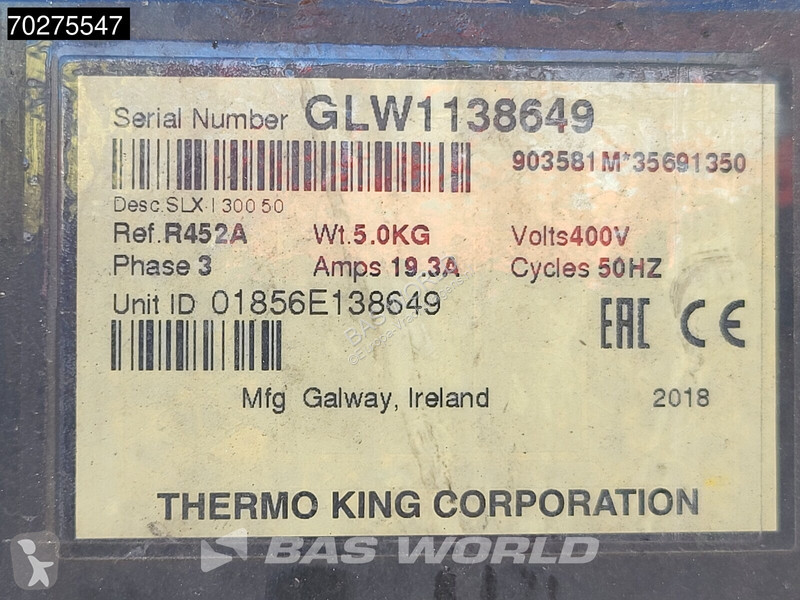 70275547
Serial Number GLW1138649
903581M*35691350
Desc.SLX-I 300 50
Ref.R452A Wt.5.0KG Volts400V
Phase 3 Amps 19.3A Cycles 50HZ
Unit ID 01856E138649
EAC CE
Mfg Galway, Ireland 2018
THERMO KING CORPORATION
BAS WORLD